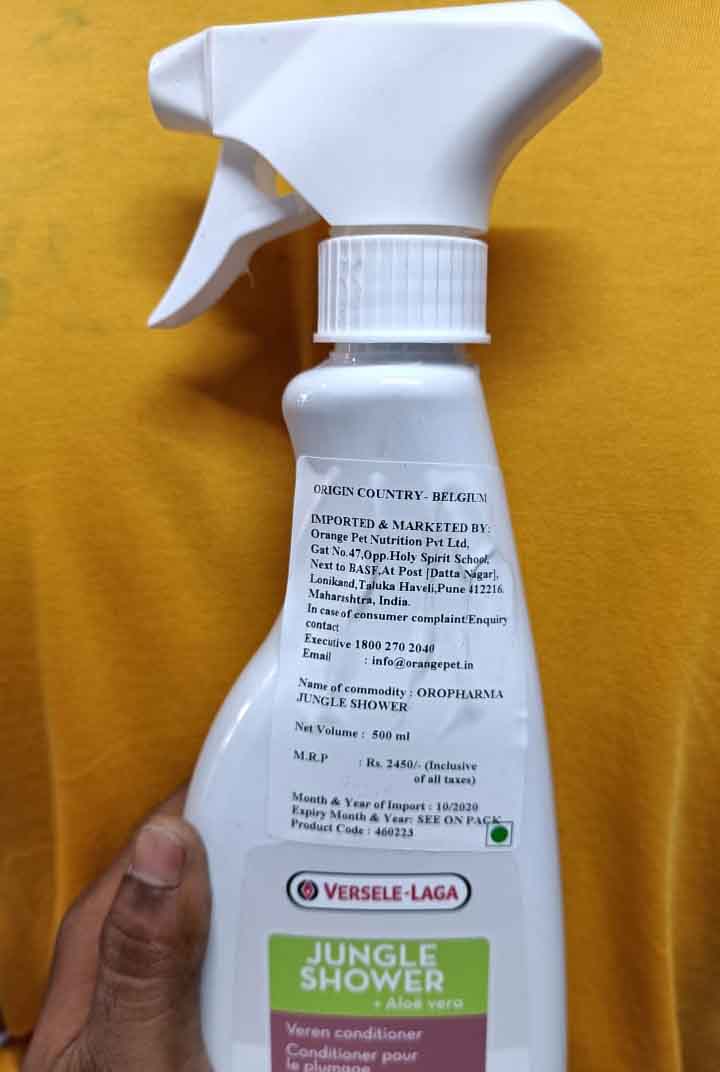 ORIGIN COUNTRY- BELGIUM
IMPORTED & MARKETED BY:
Orange Pet Nutrition Pvt Ltd,
Gat No.47,Opp.Holy Spirit School,
Next to BASF,At Post [Datta Nagar],
Lonikand,Taluka Haveli,Pune 412216.
Maharshtra, India.
In case of consumer complaint/Enquiry
contact
Executive 1800 270 2040
Email : info@orangepet.in
Name of commodity : OROPHARMA
JUNGLE SHOWER
Net Volume : 500 ml
M.R.P : Rs. 2450/- (Inclusive
of all taxes)
Month & Year of Import : 10/2020
Expiry Month & Year: SEE ON PACK
Product Code : 460223
VERSELE-LAGA
JUNGLE
SHOWER
+ Aloë vera
Veren conditioner
Conditioner pour
le plumage